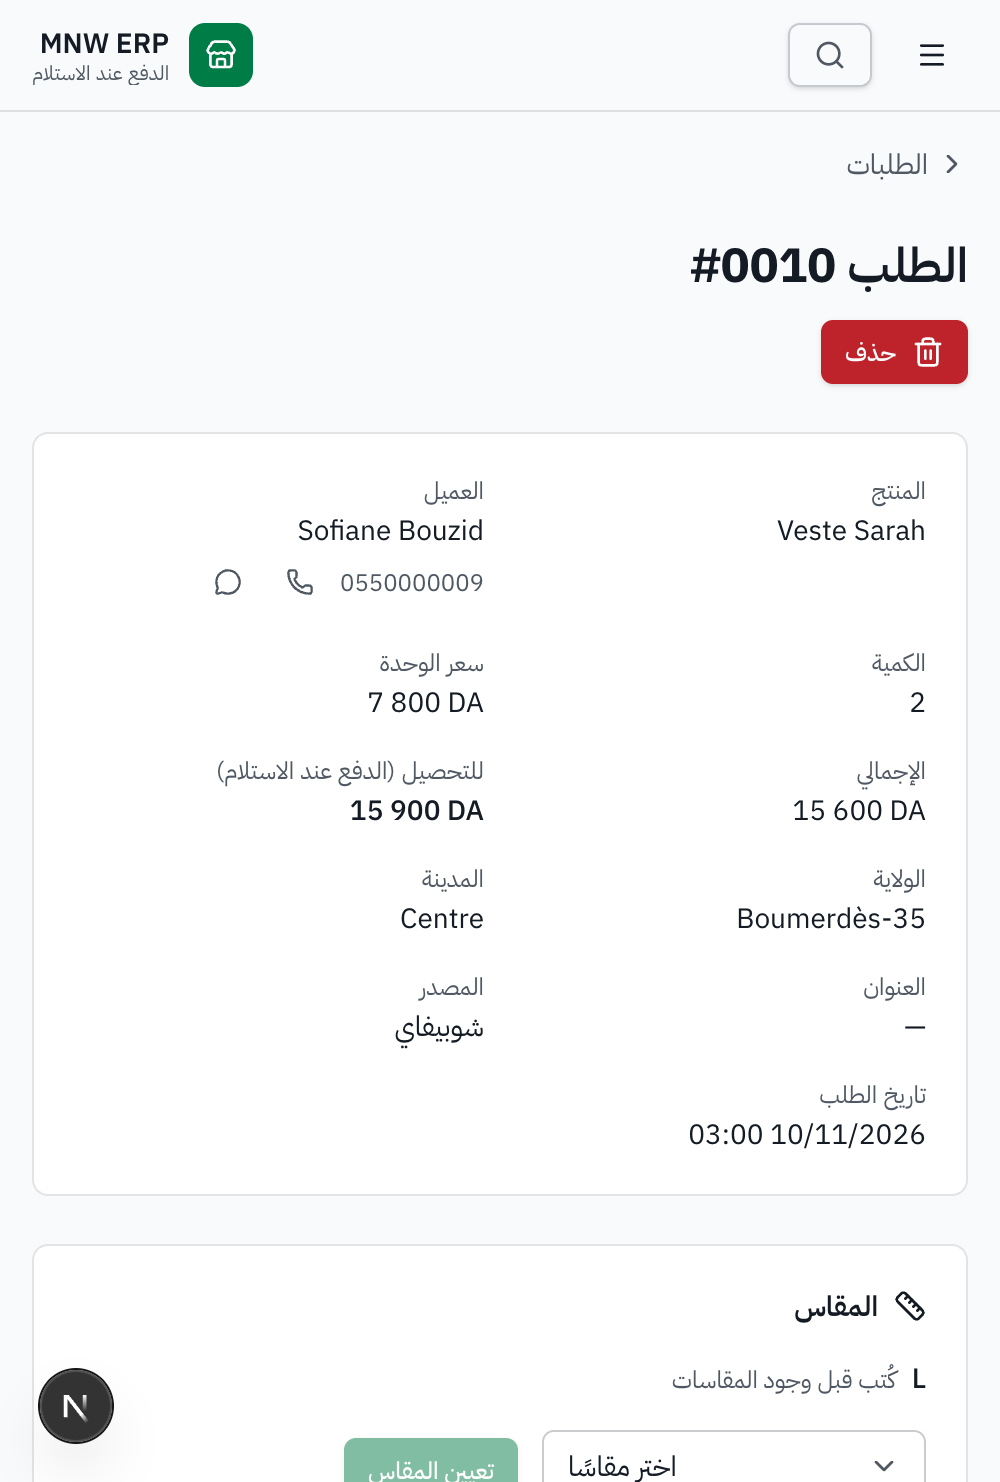 MNW ERP
الدفع عند الاستلام
الطلبات
الطلب 0010#
حذف
المنتج
Veste Sarah
العميل
Sofiane Bouzid
0550000009
الكمية
2
سعر الوحدة
7 800 DA
الإجمالي
15 600 DA
للتحصيل (الدفع عند الاستلام)
15 900 DA
الولاية
Boumerdès-35
المدينة
Centre
العنوان
—
المصدر
شوبيفاي
تاريخ الطلب
03:00 10/11/2026
المقاس
L كُتب قبل وجود المقاسات
اختر مقاسًا
تعيين المقاس
N